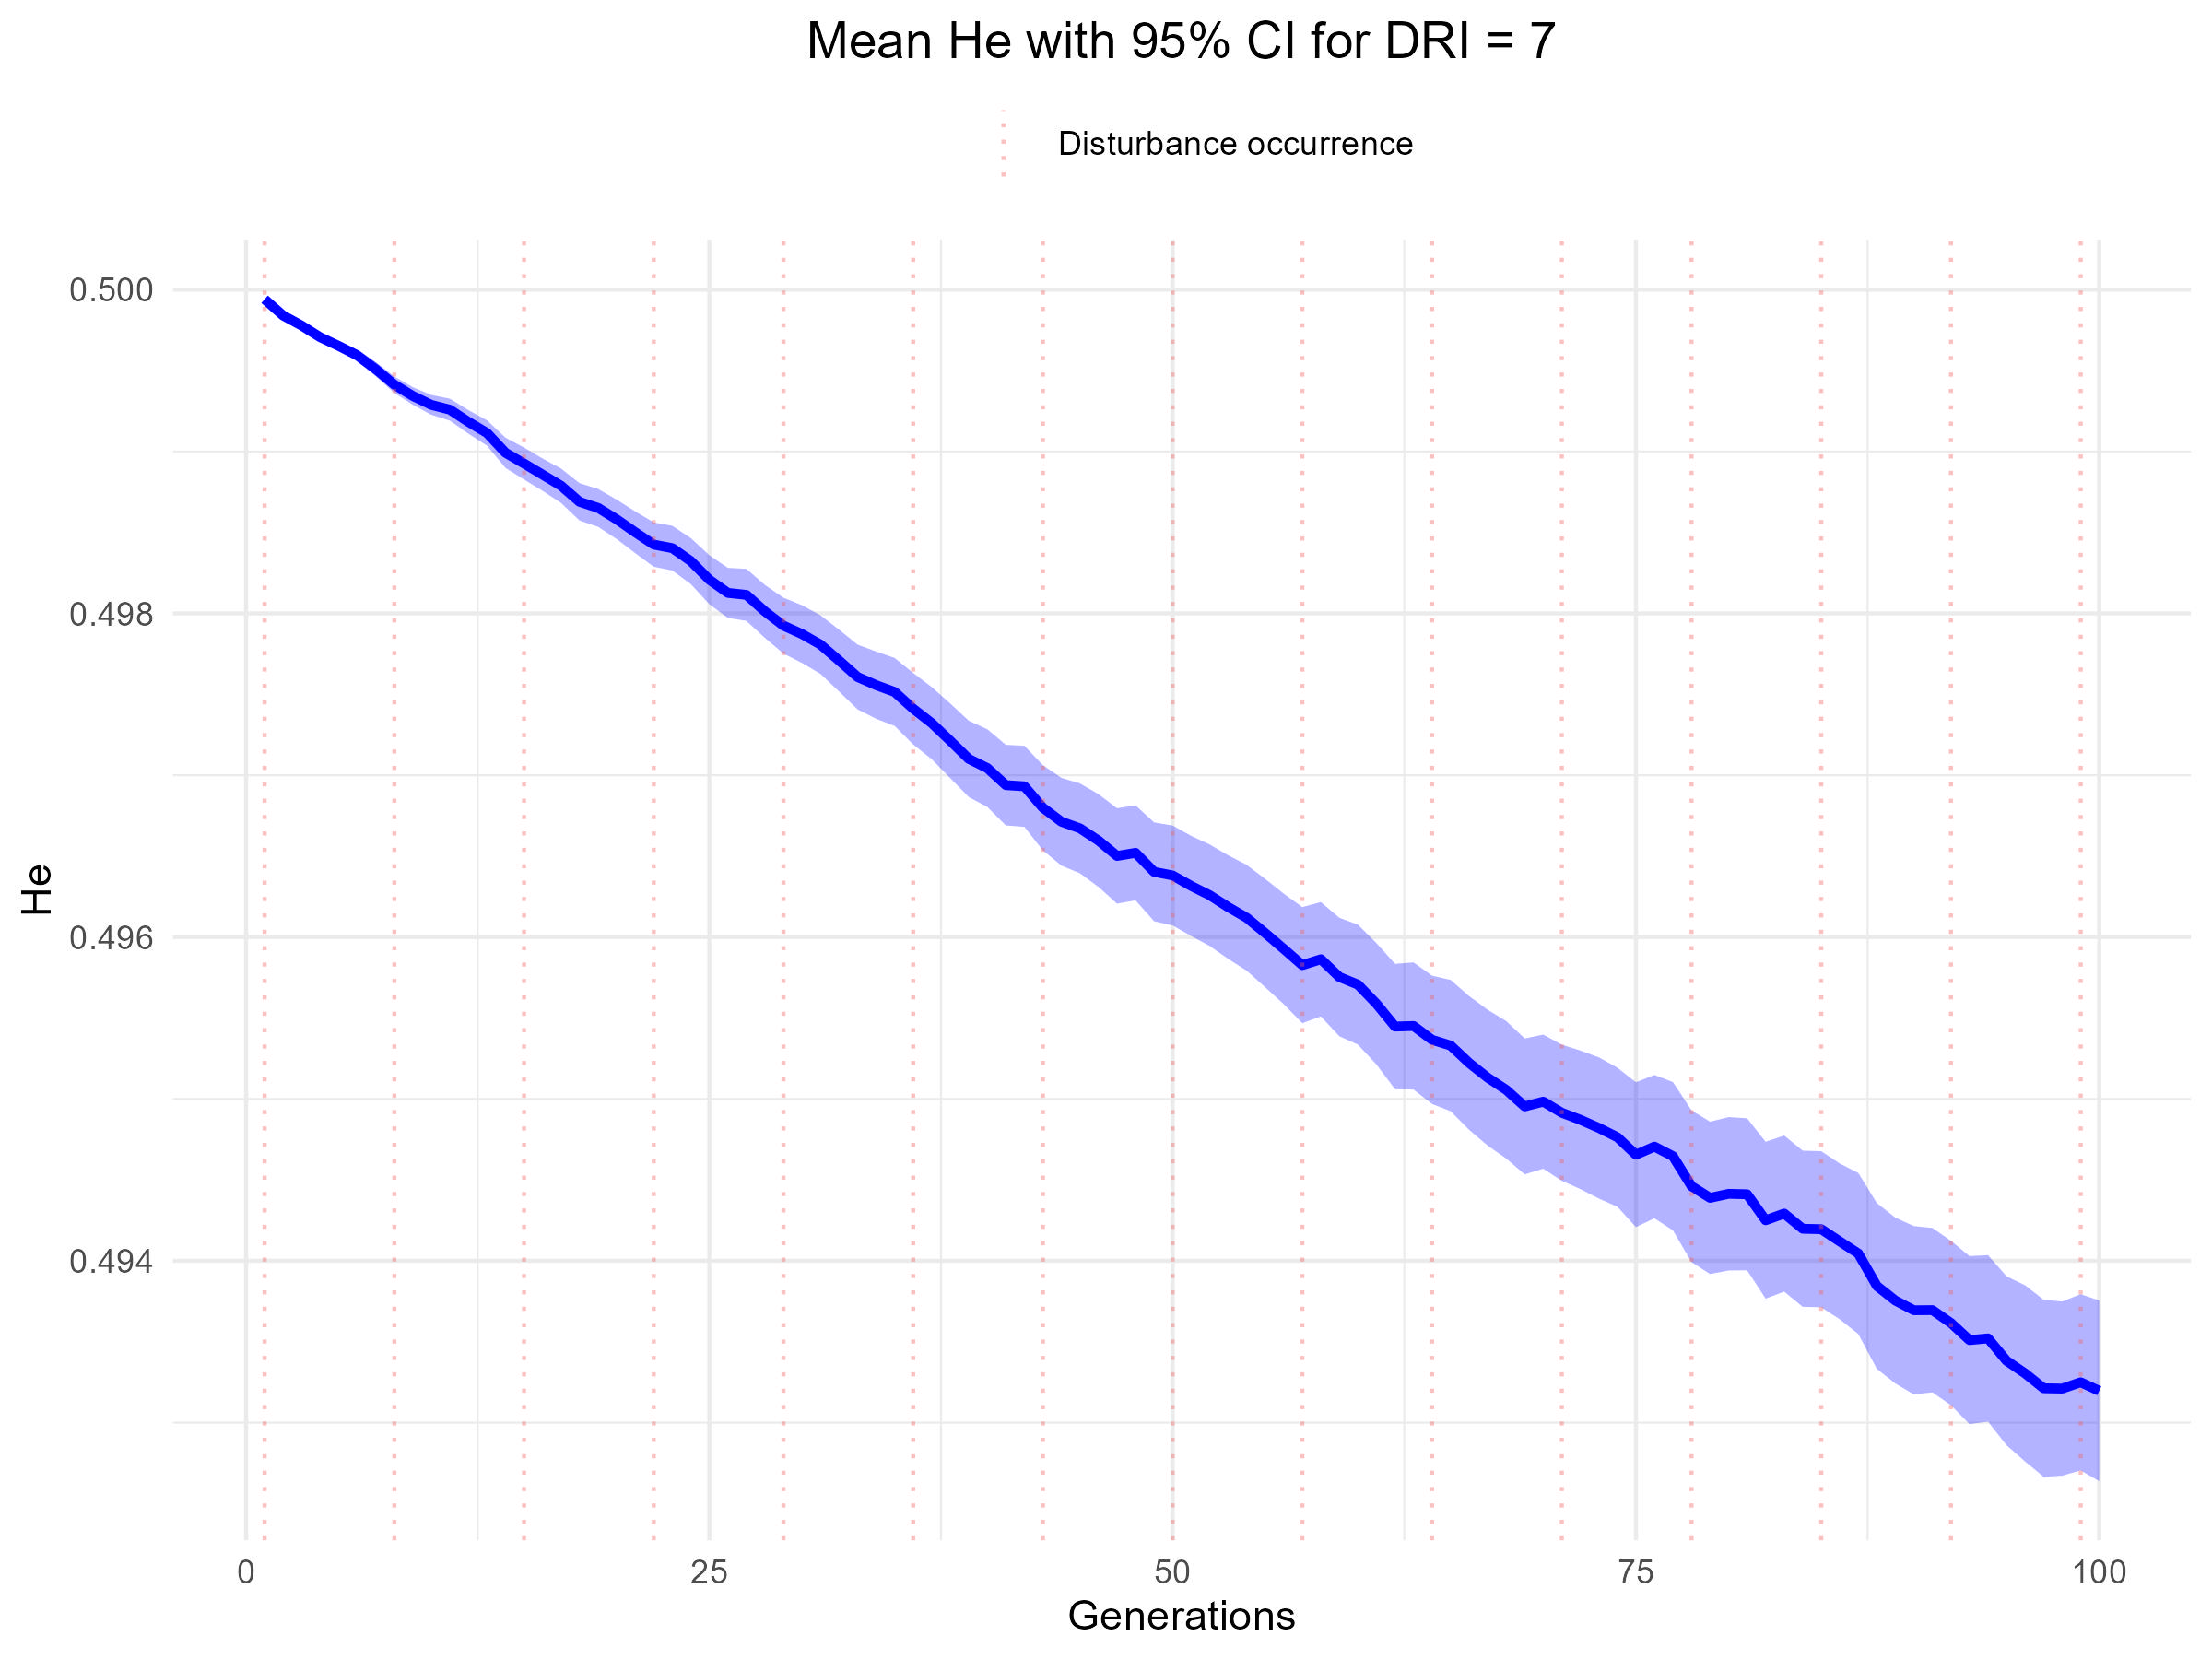 Mean He with 95% CI for DRI = 7
Disturbance occurrence
0.500
0.498
0.496
0.494
He
0 25 50 75 100
Generations